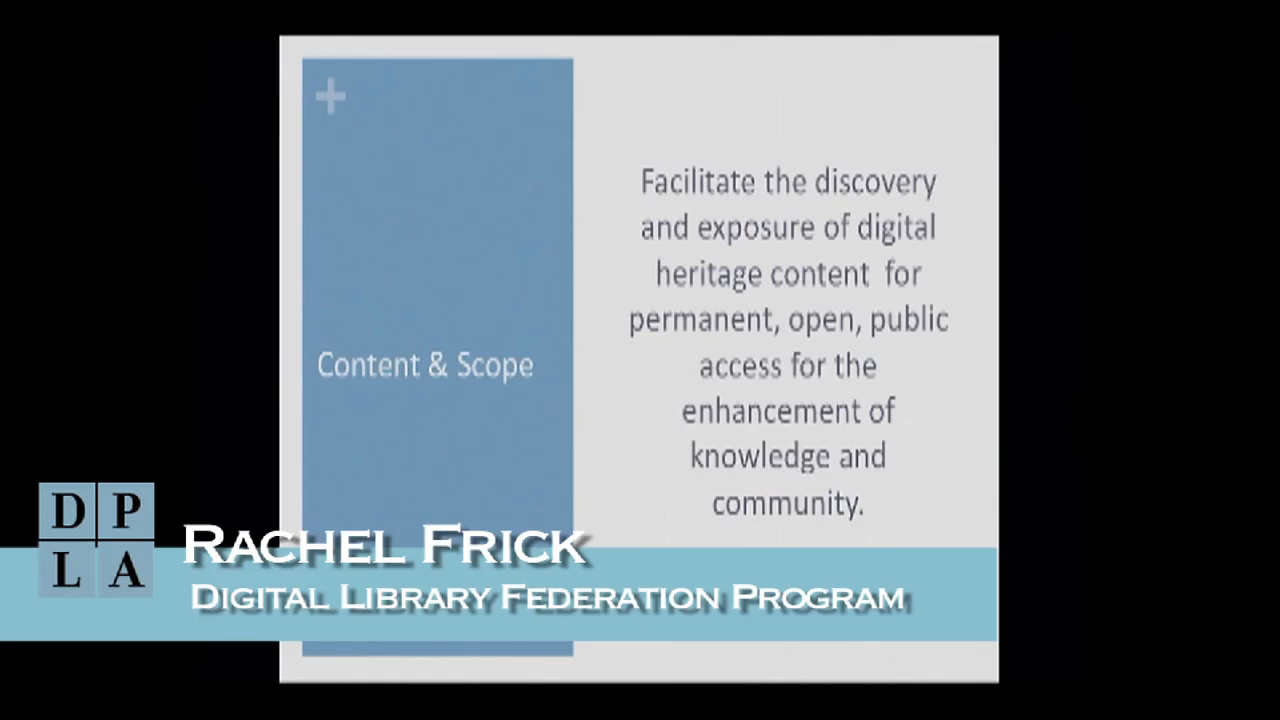 +
Content & Scope
Facilitate the discovery
and exposure of digital
heritage content for
permanent, open, public
access for the
enhancement of
knowledge and
community.
D P
L A
Rachel Frick
Digital Library Federation Program